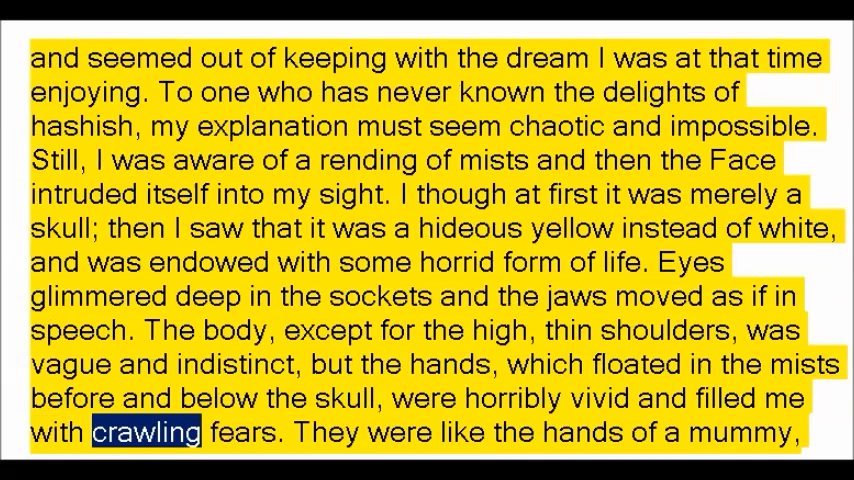 and seemed out of keeping with the dream I was at that time
enjoying. To one who has never known the delights of
hashish, my explanation must seem chaotic and impossible.
Still, I was aware of a rending of mists and then the Face
intruded itself into my sight. I though at first it was merely a
skull; then I saw that it was a hideous yellow instead of white,
and was endowed with some horrid form of life. Eyes
glimmered deep in the sockets and the jaws moved as if in
speech. The body, except for the high, thin shoulders, was
vague and indistinct, but the hands, which floated in the mists
before and below the skull, were horribly vivid and filled me
with crawling fears. They were like the hands of a mummy,